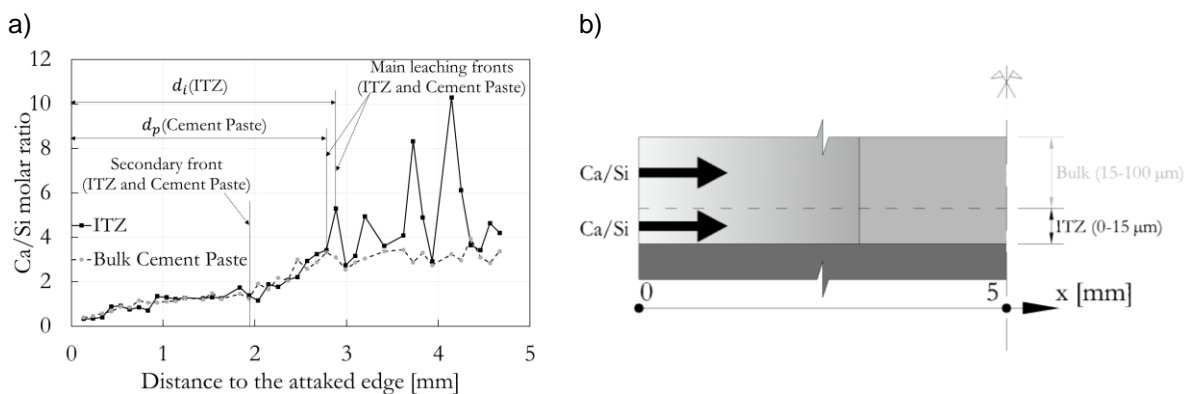 a)
12
10
8
6
4
2
0
Ca/Si molar ratio
d_i(ITZ)
d_p(Cement Paste)
Main leaching fronts
(ITZ and Cement Paste)
Secondary front
(ITZ and Cement Paste)
ITZ
Bulk Cement Paste
0 1 2 3 4 5
Distance to the attaked edge [mm]
b)
Ca/Si
Ca/Si
Bulk (15-100 μm)
ITZ (0-15 μm)
0 5 x [mm]